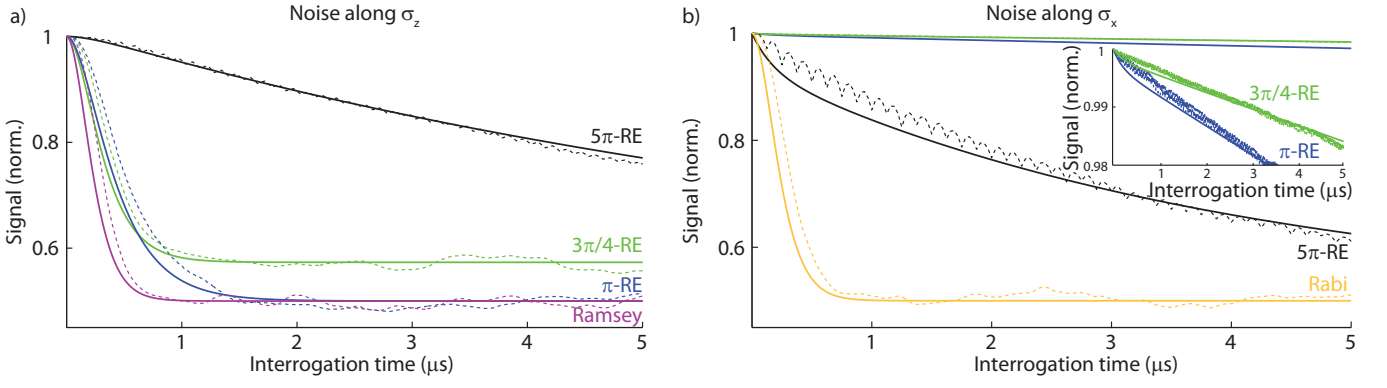 a)
Noise along σz
Signal (norm.)
1
0.8
0.6
5π-RE
3π/4-RE
π-RE
Ramsey
1 2 3 4 5
Interrogation time (μs)
b)
Noise along σx
Signal (norm.)
1
0.8
0.6
5π-RE
Rabi
1 2 3 4 5
Interrogation time (μs)
Signal (norm.)
1
0.99
0.98
3π/4-RE
π-RE
1 2 3 4 5
Interrogation time (μs)